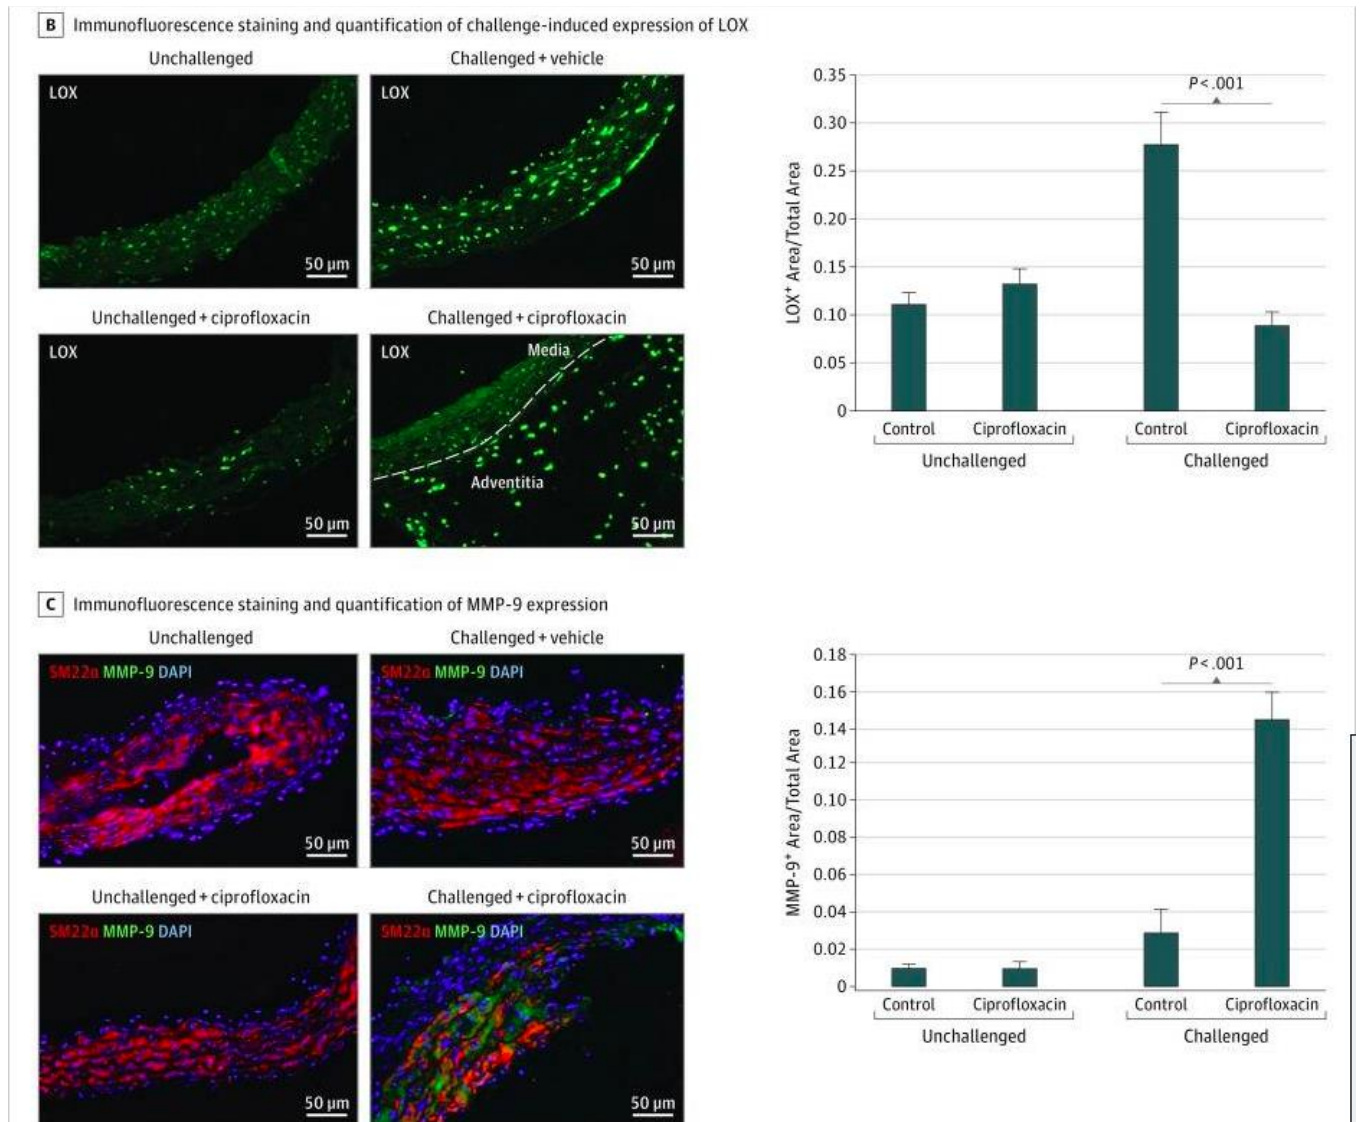 B Immunofluorescence staining and quantification of challenge-induced expression of LOX
Unchallenged
Challenged + vehicle
LOX
50 µm
LOX
50 µm
Unchallenged + ciprofloxacin
Challenged + ciprofloxacin
LOX
50 µm
LOX
Media
Adventitia
50 µm
LOX+ Area/Total Area
0.35
0.30
0.25
0.20
0.15
0.10
0.05
0
P < .001
Control
Ciprofloxacin
Control
Ciprofloxacin
Unchallenged
Challenged
C Immunofluorescence staining and quantification of MMP-9 expression
Unchallenged
Challenged + vehicle
SM22α MMP-9 DAPI
50 µm
SM22α MMP-9 DAPI
50 µm
Unchallenged + ciprofloxacin
Challenged + ciprofloxacin
SM22α MMP-9 DAPI
50 µm
SM22α MMP-9 DAPI
50 µm
MMP-9+ Area/Total Area
0.18
0.16
0.14
0.12
0.10
0.08
0.06
0.04
0.02
0
P < .001
Control
Ciprofloxacin
Control
Ciprofloxacin
Unchallenged
Challenged